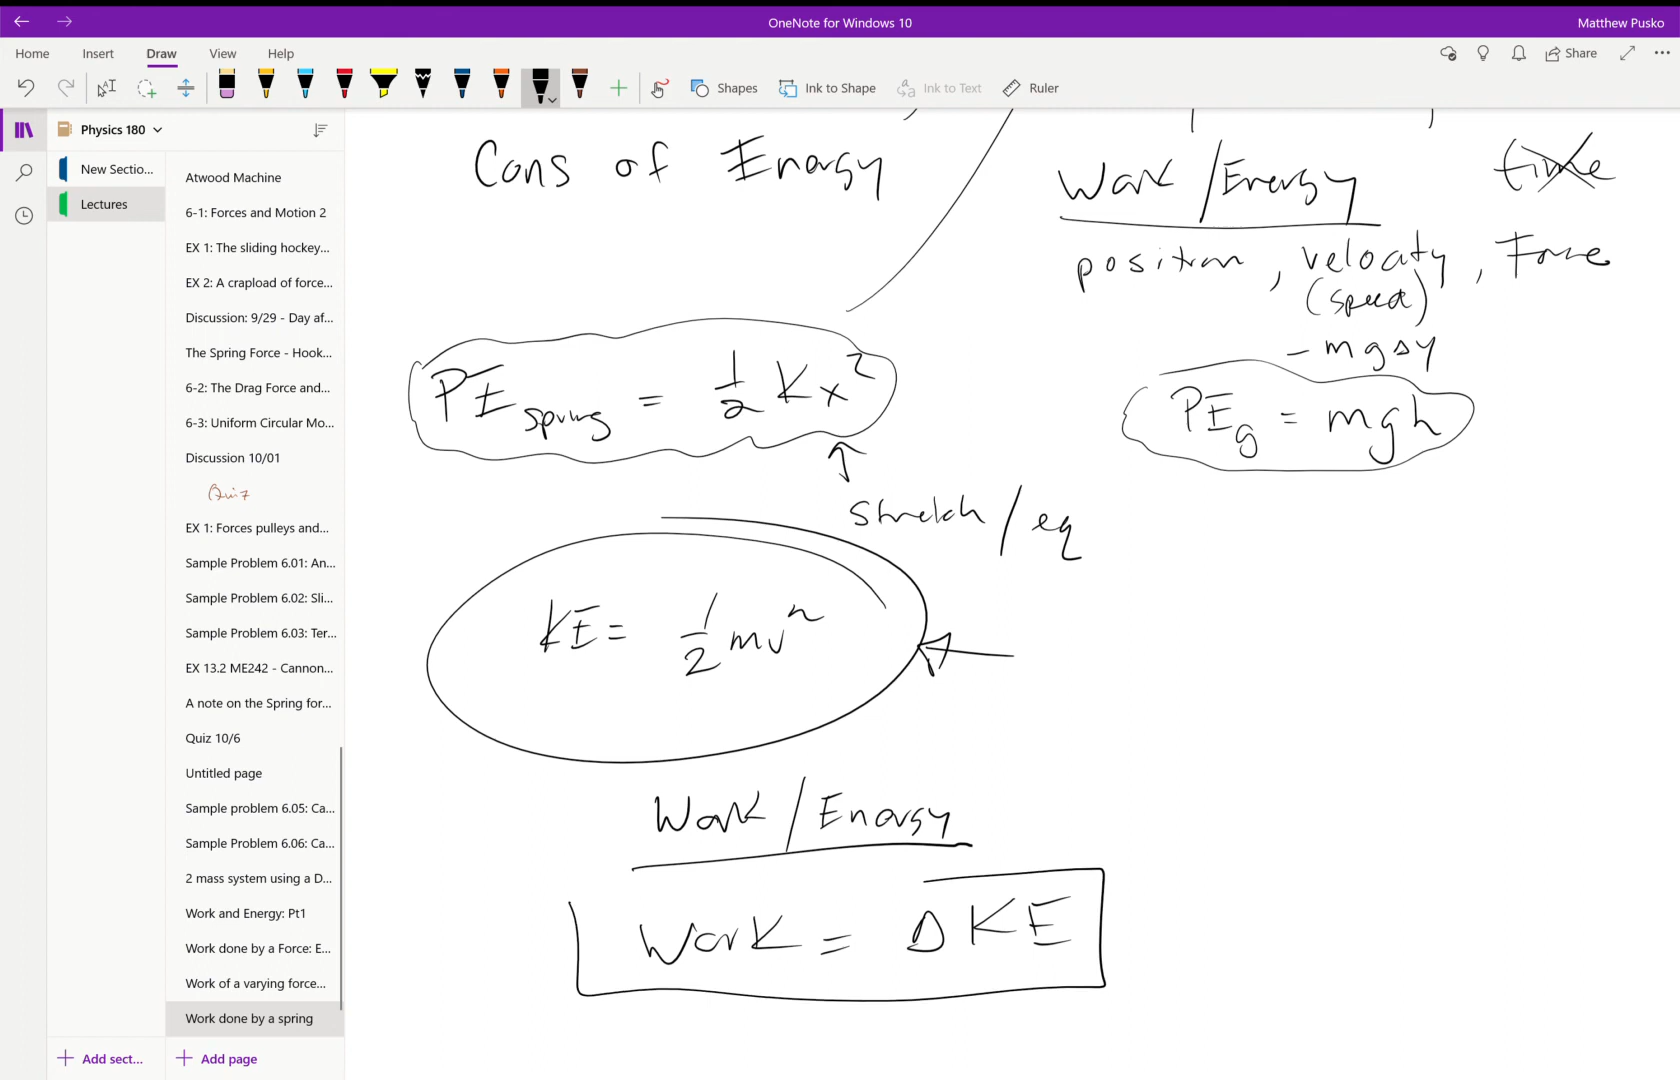 OneNote for Windows 10
Matthew Pusko
Home Insert Draw View Help
Share
Shapes Ink to Shape Ink to Text Ruler
Physics 180
New Sectio...
Lectures
Atwood Machine
6-1: Forces and Motion 2
EX 1: The sliding hockey...
EX 2: A crapload of force...
Discussion: 9/29 - Day af...
The Spring Force - Hook...
6-2: The Drag Force and...
6-3: Uniform Circular Mo...
Discussion 10/01
Quiz
EX 1: Forces pulleys and...
Sample Problem 6.01: An...
Sample Problem 6.02: Sli...
Sample Problem 6.03: Ter...
EX 13.2 ME242 - Cannon...
A note on the Spring for...
Quiz 10/6
Untitled page
Sample problem 6.05: Ca...
Sample Problem 6.06: Ca...
2 mass system using a D...
Work and Energy: Pt1
Work done by a Force: E...
Work of a varying force...
Work done by a spring
Add sect...
Add page
Cons of Energy
Work / Energy
time
position, velocity, Force
(speed)
- mgΔy
PE spring = 1/2 Kx²
PEg = mgh
stretch / eq
KE = 1/2 mv²
Work / Energy
Work = Δ KE